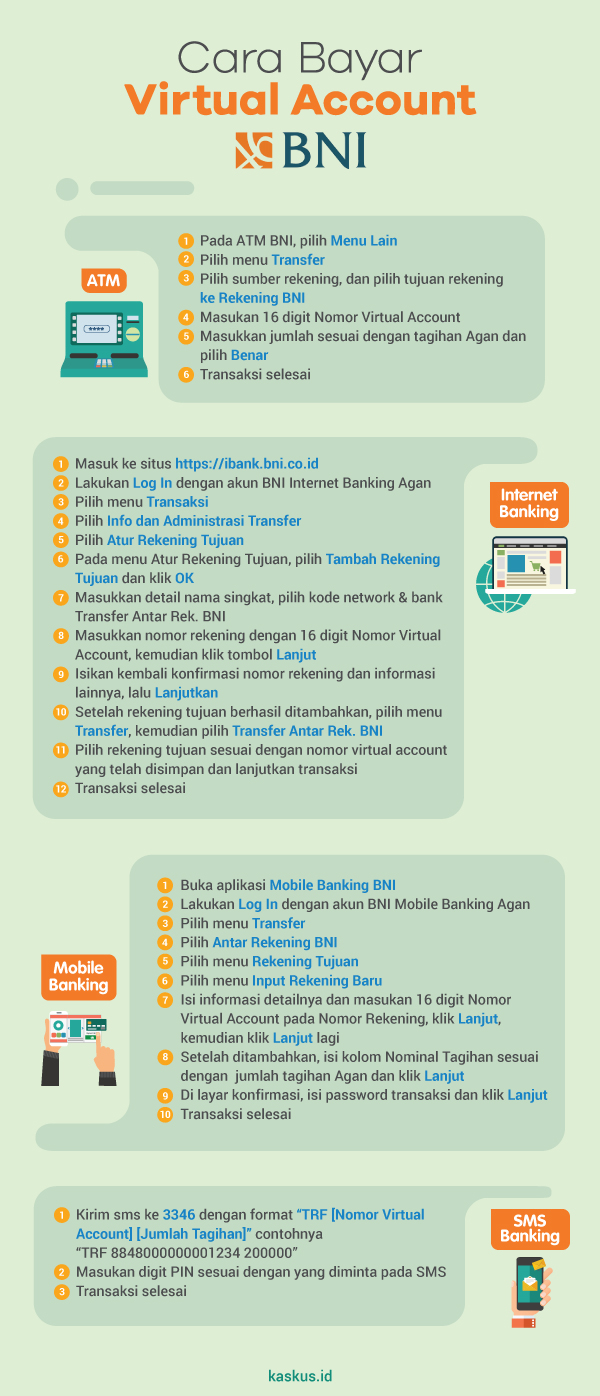 Cara Bayar
Virtual Account
BNI
ATM
1 Pada ATM BNI, pilih Menu Lain
2 Pilih menu Transfer
3 Pilih sumber rekening, dan pilih tujuan rekening
ke Rekening BNI
4 Masukan 16 digit Nomor Virtual Account
5 Masukkan jumlah sesuai dengan tagihan Agan dan
pilih Benar
6 Transaksi selesai
Internet
Banking
1 Masuk ke situs https://ibank.bni.co.id
2 Lakukan Log In dengan akun BNI Internet Banking Agan
3 Pilih menu Transaksi
4 Pilih Info dan Administrasi Transfer
5 Pilih Atur Rekening Tujuan
6 Pada menu Atur Rekening Tujuan, pilih Tambah Rekening
Tujuan dan klik OK
7 Masukkan detail nama singkat, pilih kode network & bank
Transfer Antar Rek. BNI
8 Masukkan nomor rekening dengan 16 digit Nomor Virtual
Account, kemudian klik tombol Lanjut
9 Isikan kembali konfirmasi nomor rekening dan informasi
lainnya, lalu Lanjutkan
10 Setelah rekening tujuan berhasil ditambahkan, pilih menu
Transfer, kemudian pilih Transfer Antar Rek. BNI
11 Pilih rekening tujuan sesuai dengan nomor virtual account
yang telah disimpan dan lanjutkan transaksi
12 Transaksi selesai
Mobile
Banking
1 Buka aplikasi Mobile Banking BNI
2 Lakukan Log In dengan akun BNI Mobile Banking Agan
3 Pilih menu Transfer
4 Pilih Antar Rekening BNI
5 Pilih menu Rekening Tujuan
6 Pilih menu Input Rekening Baru
7 Isi informasi detailnya dan masukan 16 digit Nomor
Virtual Account pada Nomor Rekening, klik Lanjut,
kemudian klik Lanjut lagi
8 Setelah ditambahkan, isi kolom Nominal Tagihan sesuai
dengan jumlah tagihan Agan dan klik Lanjut
9 Di layar konfirmasi, isi password transaksi dan klik Lanjut
10 Transaksi selesai
SMS
Banking
1 Kirim sms ke 3346 dengan format “TRF [Nomor Virtual
Account] [Jumlah Tagihan]” contohnya
“TRF 8848000000001234 200000”
2 Masukan digit PIN sesuai dengan yang diminta pada SMS
3 Transaksi selesai
kaskus.id